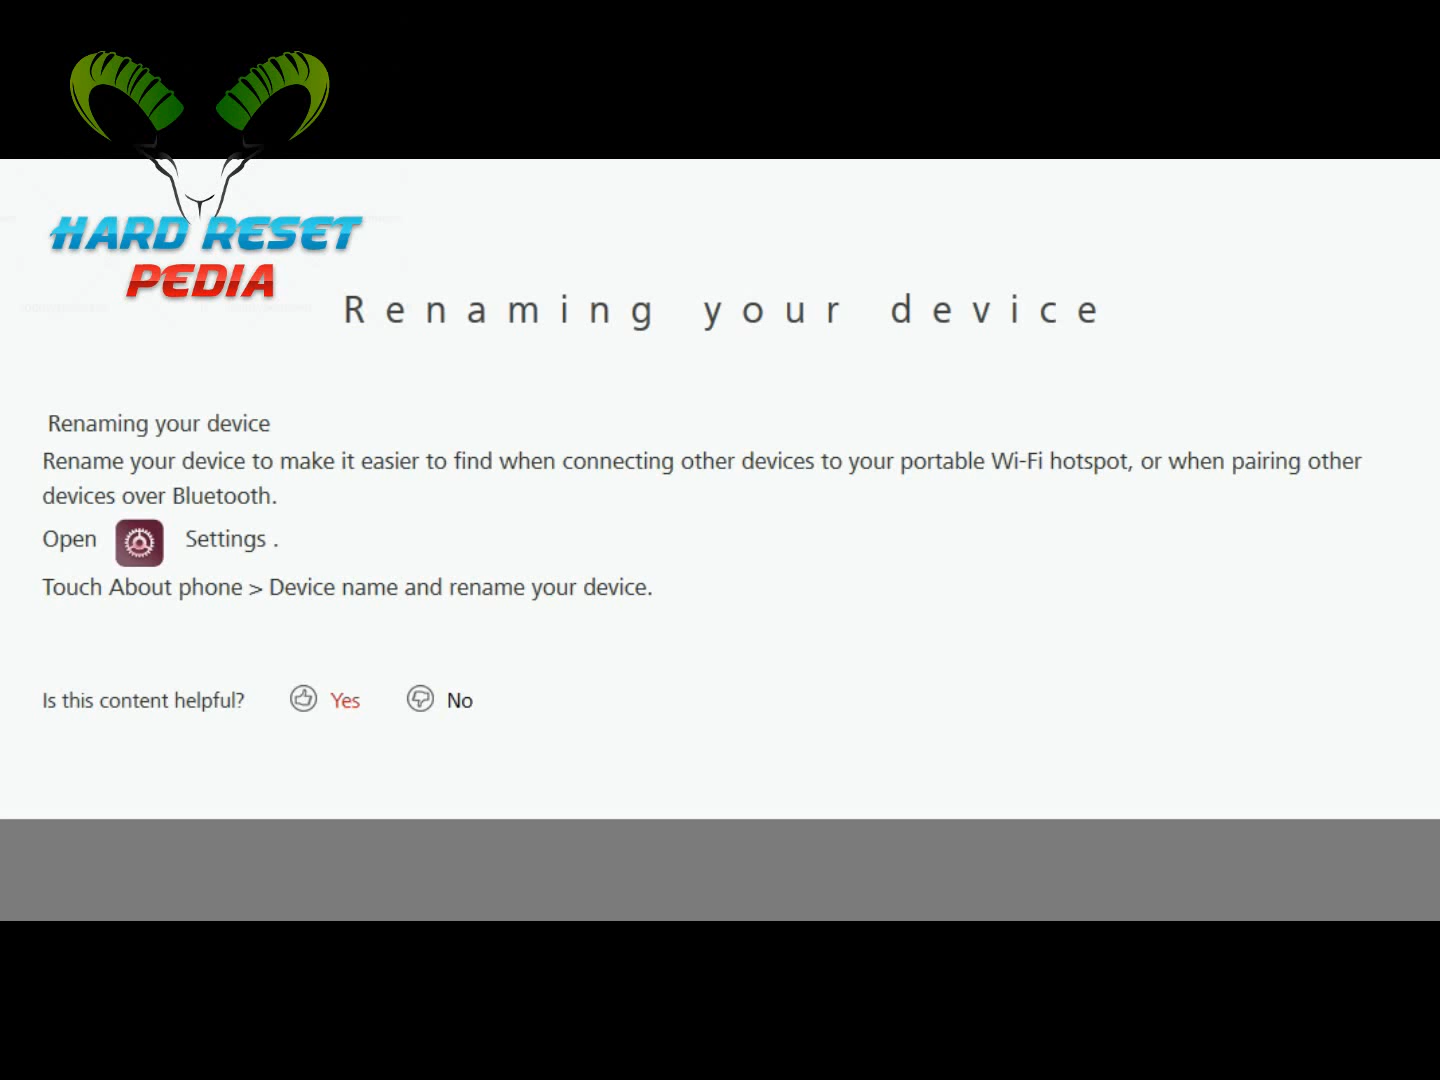 HARD RESET
PEDIA
Renaming your device
Renaming your device
Rename your device to make it easier to find when connecting other devices to your portable Wi-Fi hotspot, or when pairing other
devices over Bluetooth.
Open Settings .
Touch About phone > Device name and rename your device.
Is this content helpful? Yes No